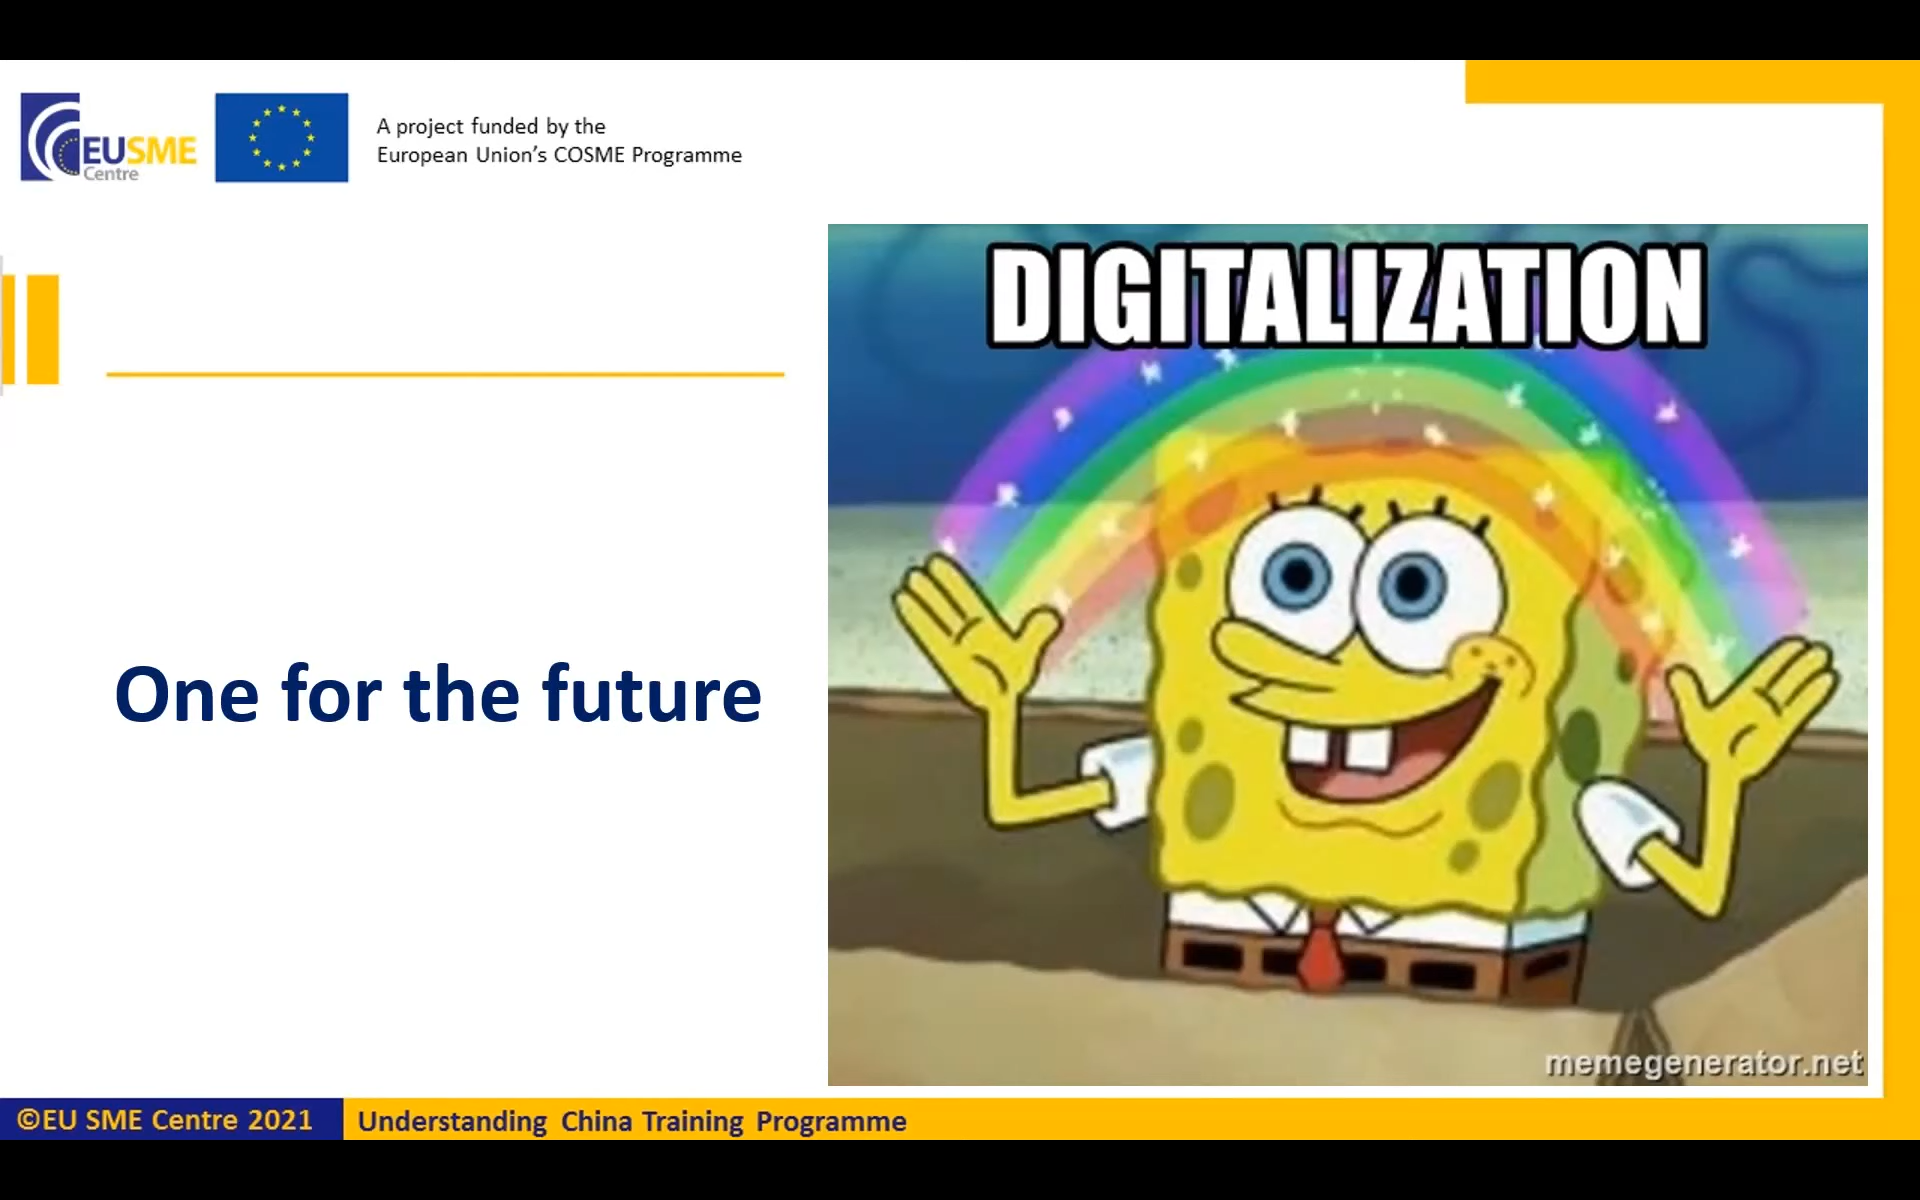 EUSME
Centre
A project funded by the
European Union's COSME Programme
DIGITALIZATION
One for the future
memegenerator.net
©EU SME Centre 2021
Understanding China Training Programme